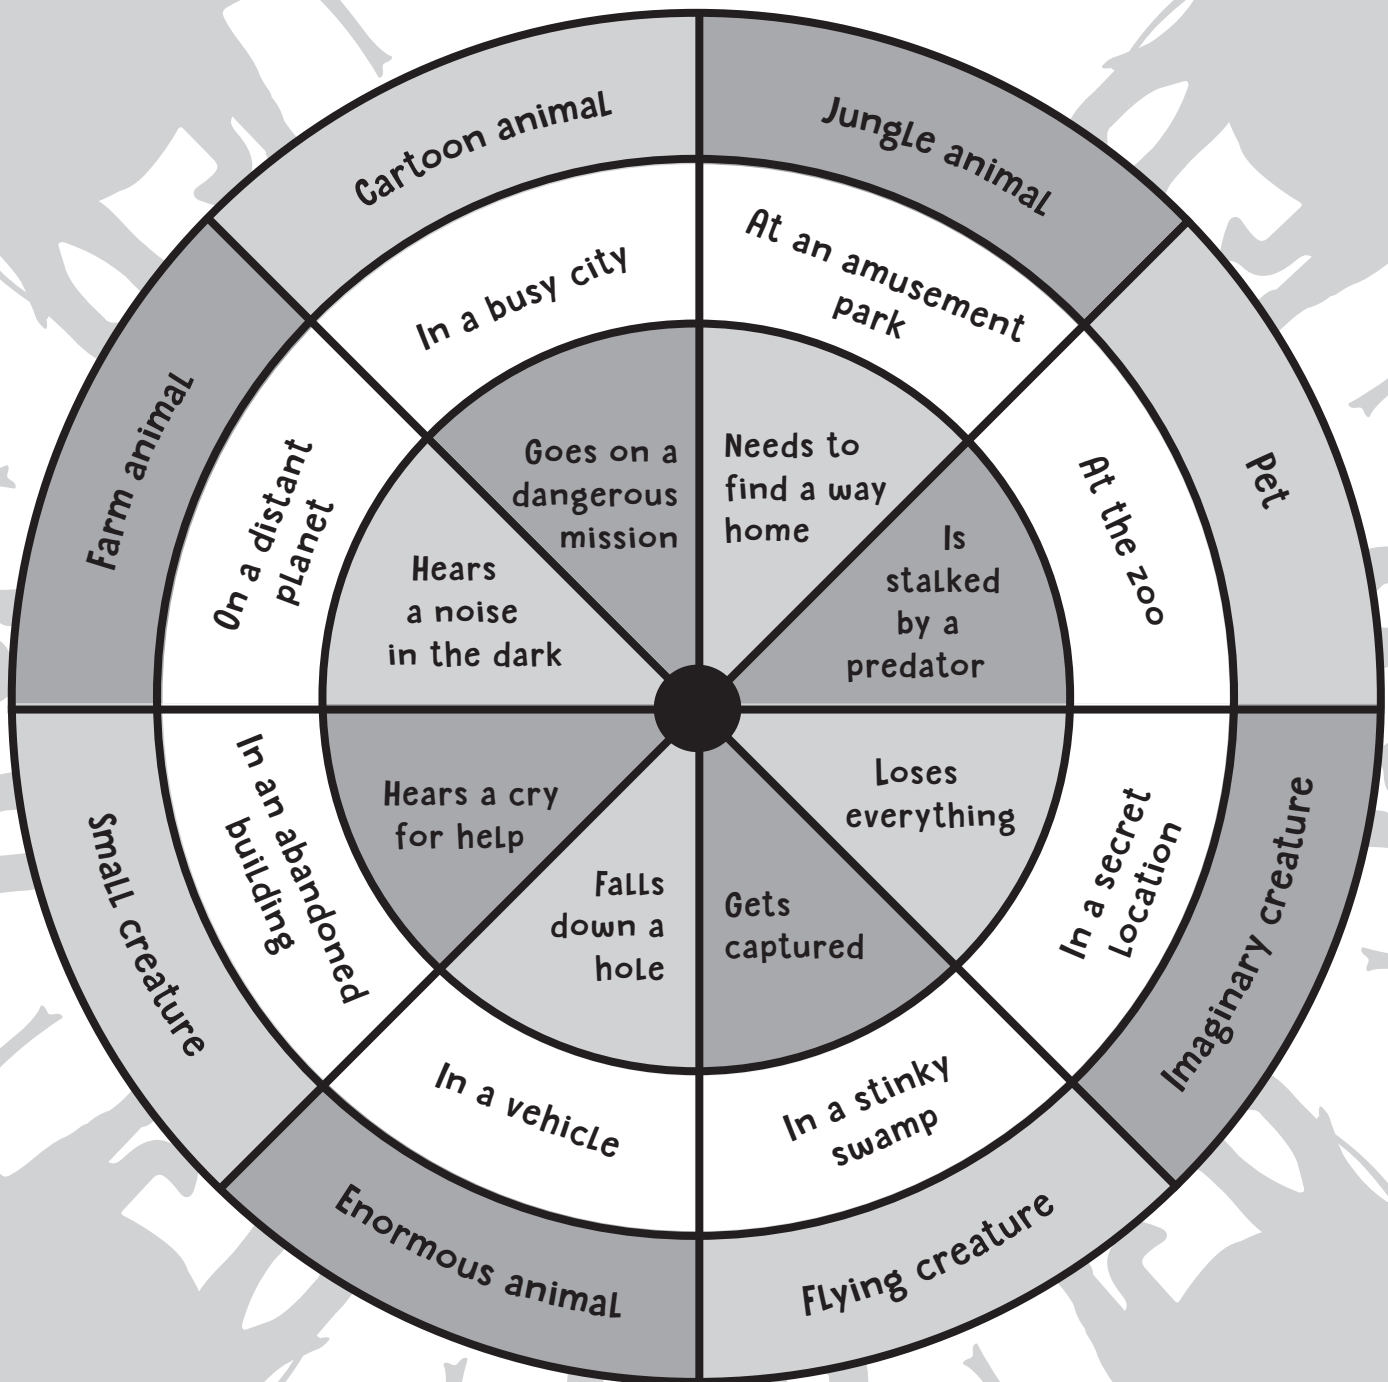 Cartoon animal
Jungle animal
Pet
Imaginary creature
Flying creature
Enormous animal
Small creature
Farm animal
In a busy city
At an amusement
park
At the zoo
In a secret
location
In a stinky
swamp
In a vehicle
In an abandoned
building
On a distant
planet
Goes on a
dangerous
mission
Needs to
find a way
home
Is
stalked
by a
predator
Loses
everything
Gets
captured
Falls
down a
hole
Hears a cry
for help
Hears
a noise
in the dark